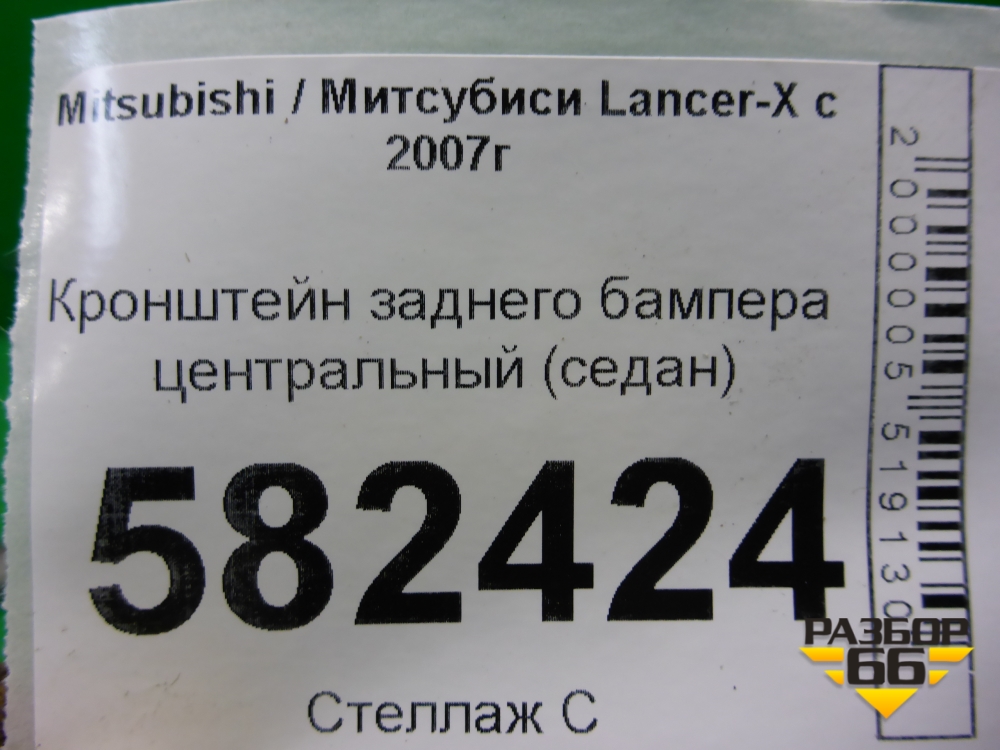 Mitsubishi / Митсубиси Lancer-X с
2007г
Кронштейн заднего бампера
центральный (седан)
582424
Стеллаж С
2000005519130
РАЗБОР
66